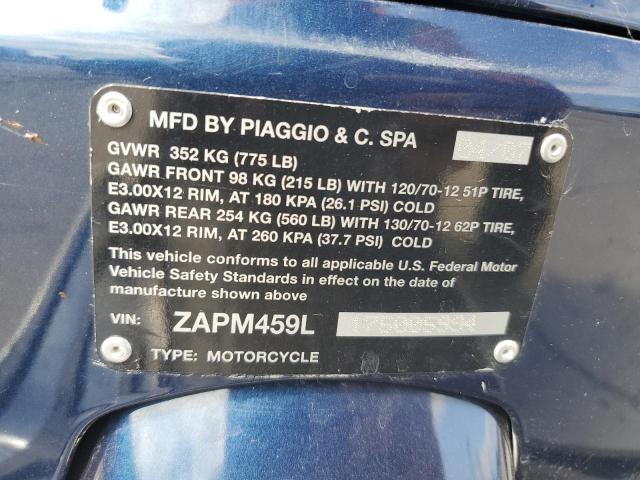 MFD BY PIAGGIO & C. SPA
GVWR 352 KG (775 LB)
GAWR FRONT 98 KG (215 LB) WITH 120/70-12 51P TIRE,
E3.00X12 RIM, AT 180 KPA (26.1 PSI) COLD
GAWR REAR 254 KG (560 LB) WITH 130/70-12 62P TIRE,
E3.00X12 RIM, AT 260 KPA (37.7 PSI) COLD
This vehicle conforms to all applicable U.S. Federal Motor
Vehicle Safety Standards in effect on the date of
manufacture shown above
VIN: ZAPM459L
TYPE: MOTORCYCLE